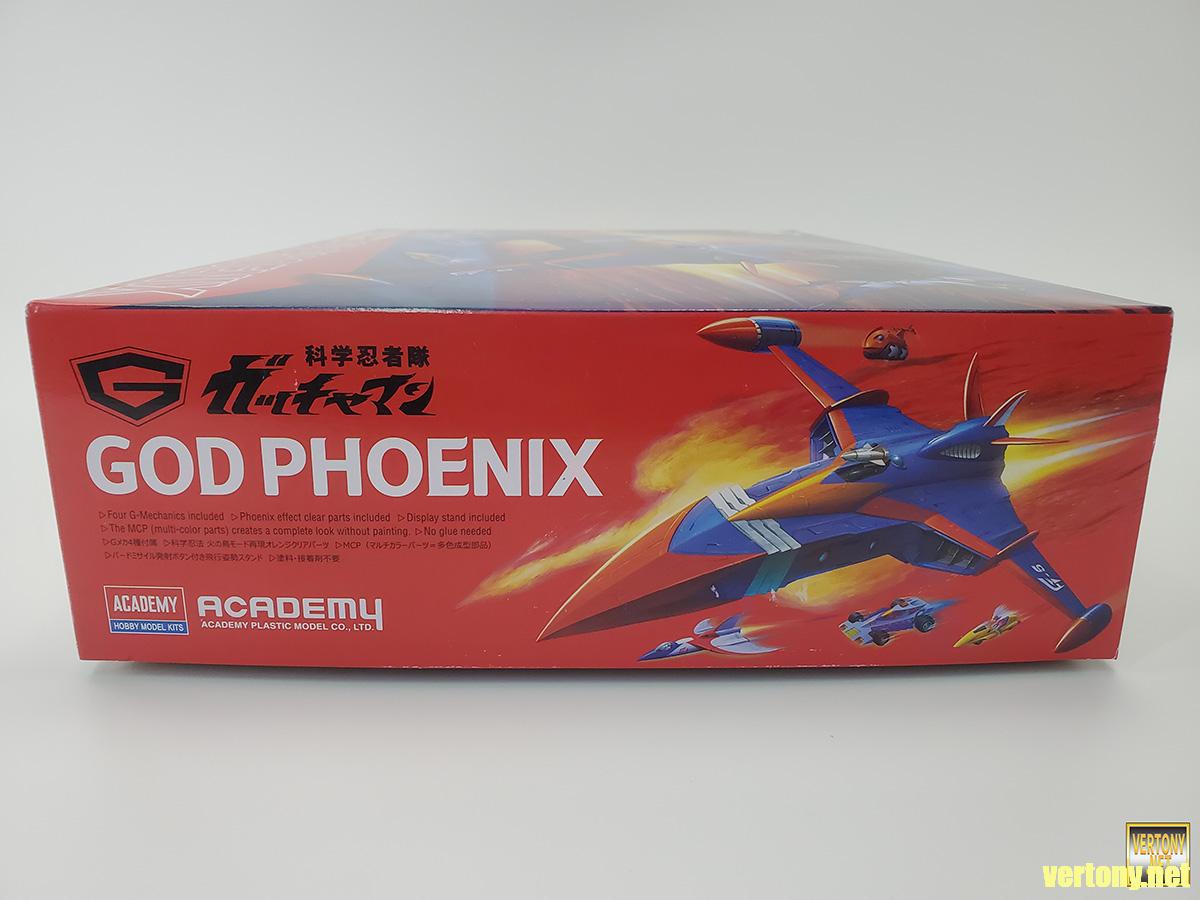 G
科学忍者隊
ガッチャマン
GOD PHOENIX
▷Four G-Mechanics included ▷Phoenix effect clear parts included ▷Display stand included
▷The MCP (multi-color parts) creates a complete look without painting. ▷No glue needed
▷Gメカ4種付属 ▷科学忍法 火の鳥モード再現オレンジクリアパーツ ▷MCP（マルチカラーパーツ＝多色成型部品）
▷バードミサイル発射ボタン付き飛行姿勢スタンド ▷塗料・接着剤不要
ACADEMY
HOBBY MODEL KITS
ACADEMY
ACADEMY PLASTIC MODEL CO., LTD.
VERTONY
.NET
vertony.net